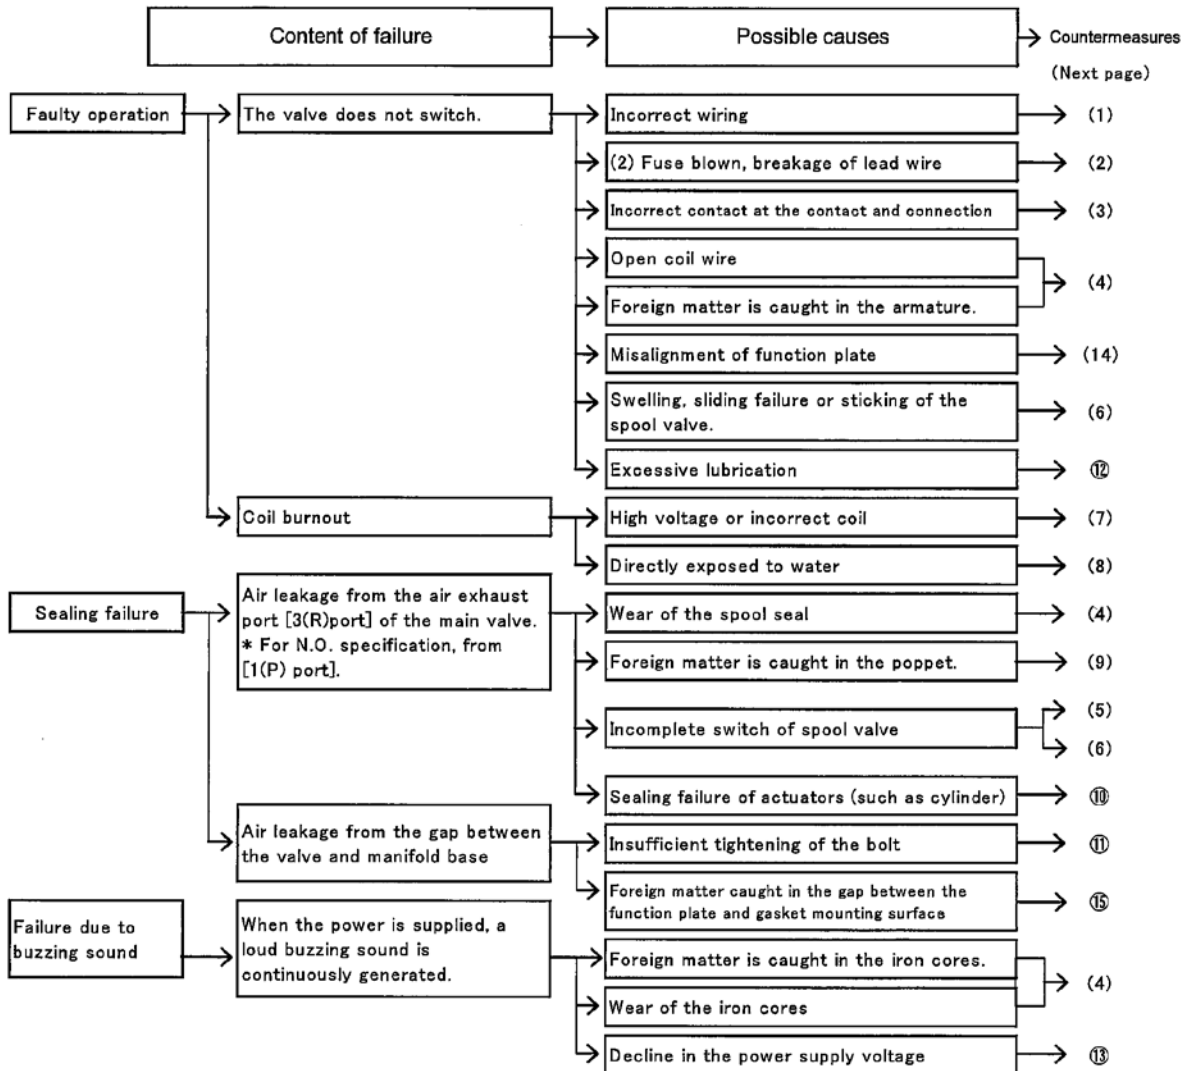 Content of failure
Possible causes
Countermeasures
(Next page)
Faulty operation
The valve does not switch.
Incorrect wiring
(1)
(2) Fuse blown, breakage of lead wire
(2)
Incorrect contact at the contact and connection
(3)
Open coil wire
(4)
Foreign matter is caught in the armature.
Misalignment of function plate
(14)
Swelling, sliding failure or sticking of the
spool valve.
(6)
Excessive lubrication
⑫
Coil burnout
High voltage or incorrect coil
(7)
Directly exposed to water
(8)
Sealing failure
Air leakage from the air exhaust
port [3(R)port] of the main valve.
* For N.O. specification, from
[1(P) port].
Wear of the spool seal
(4)
Foreign matter is caught in the poppet.
(9)
Incomplete switch of spool valve
(5)
(6)
Sealing failure of actuators (such as cylinder)
⑩
Air leakage from the gap between
the valve and manifold base
Insufficient tightening of the bolt
⑪
Foreign matter caught in the gap between the
function plate and gasket mounting surface
⑮
Failure due to
buzzing sound
When the power is supplied, a
loud buzzing sound is
continuously generated.
Foreign matter is caught in the iron cores.
(4)
Wear of the iron cores
Decline in the power supply voltage
⑬